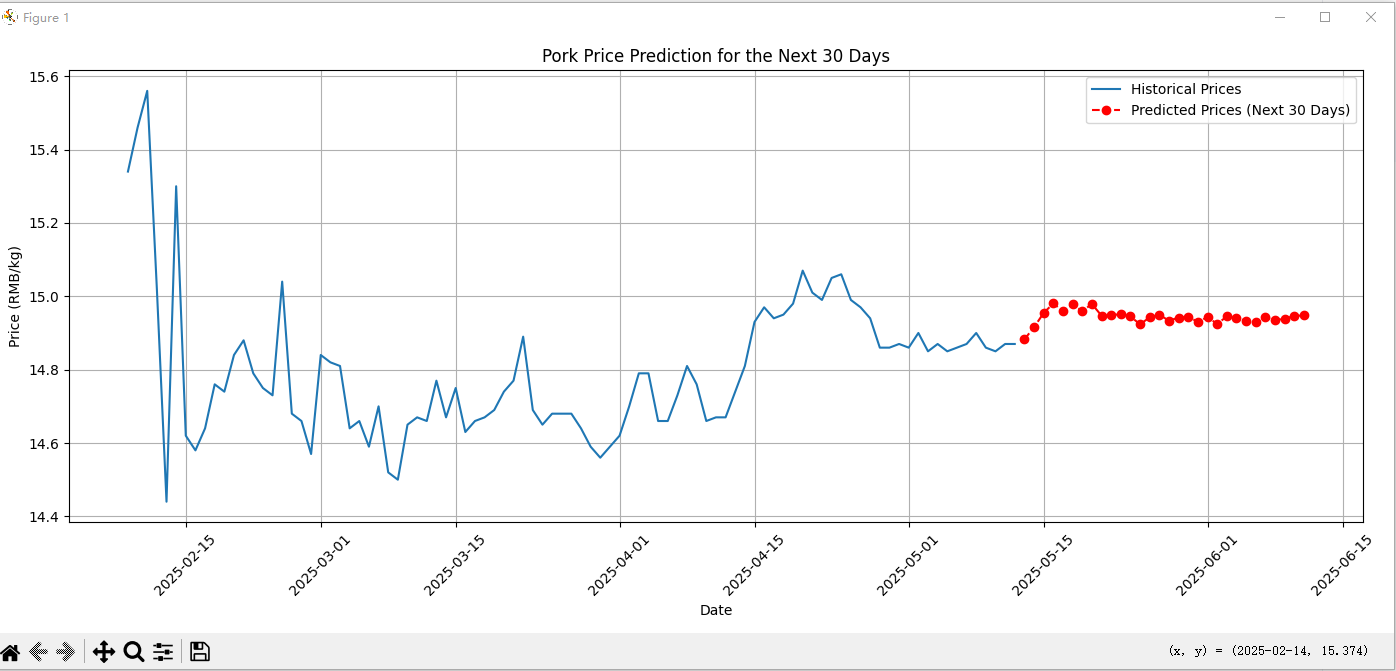 Figure 1
Pork Price Prediction for the Next 30 Days
Historical Prices
Predicted Prices (Next 30 Days)
Price (RMB/kg)
15.6
15.4
15.2
15.0
14.8
14.6
14.4
2025-02-15
2025-03-01
2025-03-15
2025-04-01
2025-04-15
2025-05-01
2025-05-15
2025-06-01
2025-06-15
Date
(x, y) = (2025-02-14, 15.374)